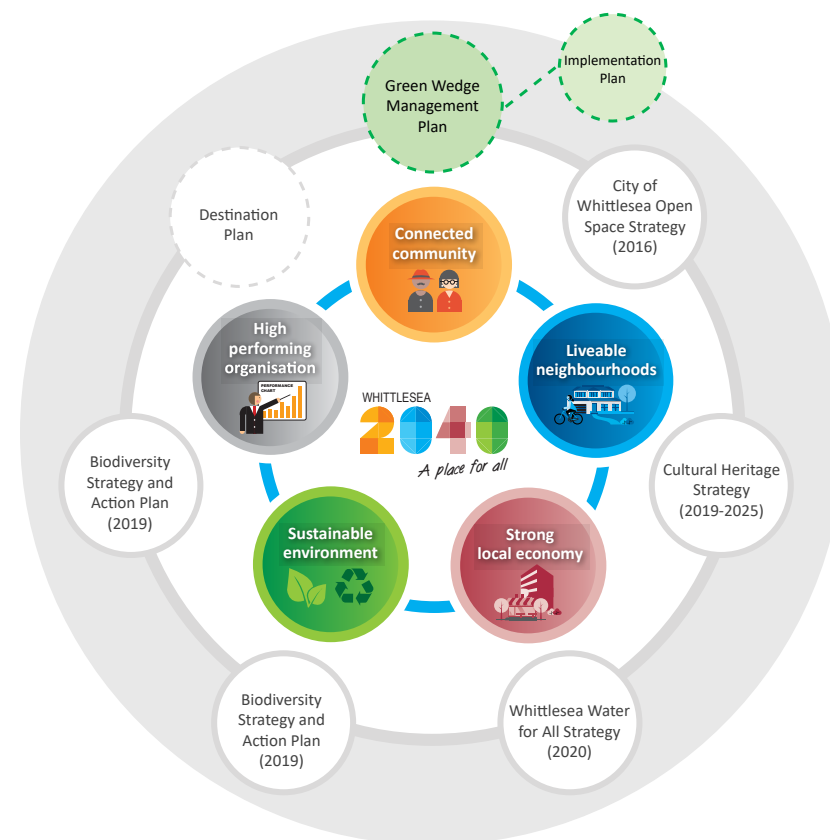 Implementation
Plan
Green Wedge
Management
Plan
City of
Whittlesea Open
Space Strategy
(2016)
Destination
Plan
Connected
community
High
performing
organisation
PERFORMANCE
CHART
Liveable
neighbourhoods
WHITTLESEA
2040
A place for all
Biodiversity
Strategy and
Action Plan
(2019)
Cultural Heritage
Strategy
(2019-2025)
Sustainable
environment
Strong
local economy
Biodiversity
Strategy and
Action Plan
(2019)
Whittlesea Water
for All Strategy
(2020)